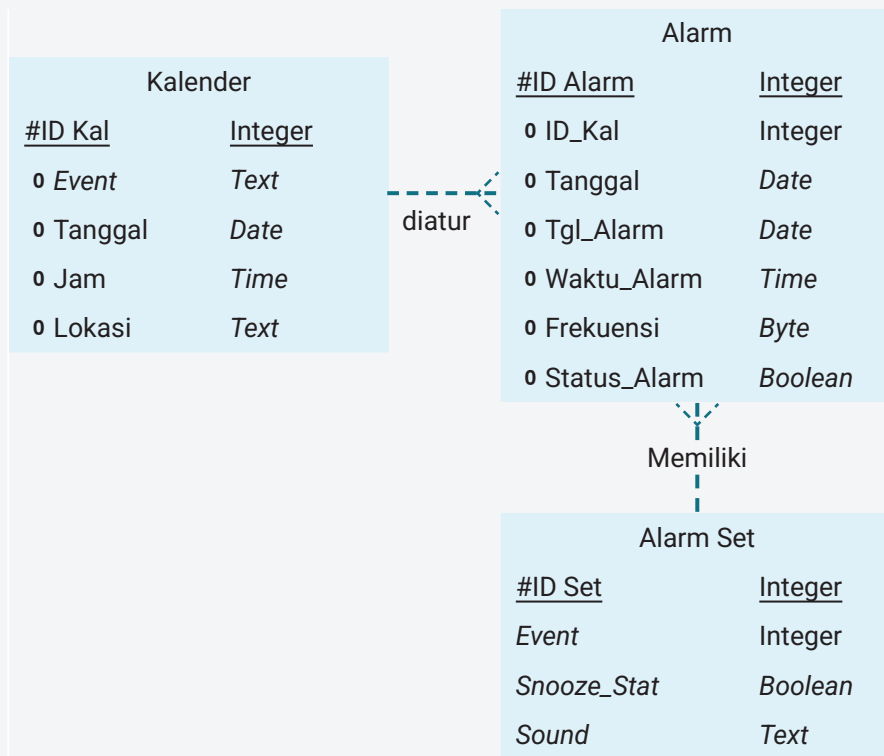 Kalender
#ID Kal Integer
0 Event Text
0 Tanggal Date
0 Jam Time
0 Lokasi Text
diatur
Alarm
#ID Alarm Integer
0 ID_Kal Integer
0 Tanggal Date
0 Tgl_Alarm Date
0 Waktu_Alarm Time
0 Frekuensi Byte
0 Status_Alarm Boolean
Memiliki
Alarm Set
#ID Set Integer
Event Integer
Snooze_Stat Boolean
Sound Text